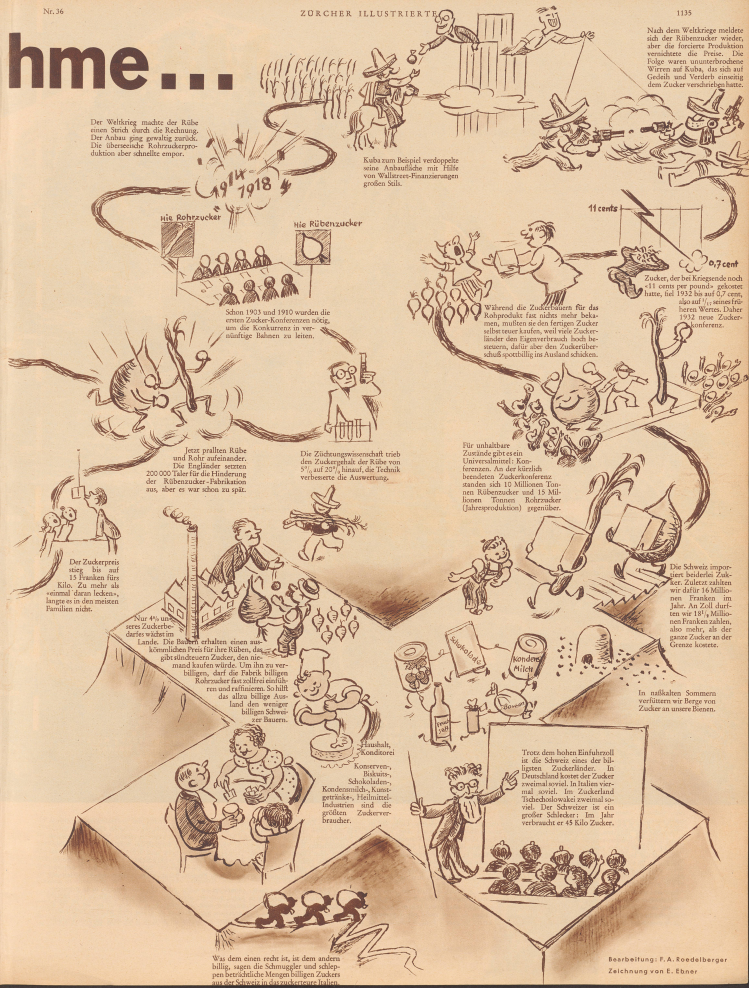 Nr. 36
ZÜRCHER ILLUSTRIERTE
1135
hme...
Nach dem Weltkriege meldete
sich der Rübenzucker wieder,
aber die forcierte Produktion
vernichtete die Preise. Die
Folge waren ununterbrochene
Wirren auf Kuba, das sich auf
Gedeih und Verderb einseitig
dem Zucker verschrieben hatte.
Der Weltkrieg machte der Rübe
einen Strich durch die Rechnung.
Der Anbau ging gewaltig zurück.
Die überseeische Rohrzuckerpro-
duktion aber schnellte empor.
1914
1918
Kuba zum Beispiel verdoppelte
seine Anbaufläche mit Hilfe
von Wallstreet-Finanzierungen
großen Stils.
Hie Rohrzucker
Hie Rübenzucker
11 cents
0,7 cent
Schon 1903 und 1910 wurden die
ersten Zucker-Konferenzen nötig,
um die Konkurrenz in ver-
nünftige Bahnen zu leiten.
Während die Zuckerbauern für das
Rohprodukt fast nichts mehr beka-
men, mußten sie den fertigen Zucker
selbst teuer kaufen, weil viele Zucker-
länder den Eigenverbrauch hoch be-
steuern, dafür aber den Zuckerüber-
schuß spottbillig ins Ausland schicken.
Zucker, der bei Kriegsende noch
«11 cents per pound» gekostet
hatte, fiel 1932 bis auf 0,7 cent,
also auf 1/17 seines frü-
heren Wertes. Daher
1932 neue Zucker-
konferenz.
Jetzt prallten Rübe
und Rohr aufeinander.
Die Engländer setzten
200 000 Taler für die Hinderung
der Rübenzucker-Fabrikation
aus, aber es war schon zu spät.
Die Züchtungswissenschaft trieb
den Zuckergehalt der Rübe von
5% auf 20% hinauf, die Technik
verbesserte die Auswertung.
Für unhaltbare
Zustände gibt es ein
Universalmittel: Kon-
ferenzen. An der kürzlich
beendeten Zuckerkonferenz
standen sich 10 Millionen Ton-
nen Rübenzucker und 15 Mil-
lionen Tonnen Rohrzucker
(Jahresproduktion) gegenüber.
Der Zuckerpreis
stieg bis auf
15 Franken fürs
Kilo. Zu mehr als
«einmal daran lecken»,
langte es in den meisten
Familien nicht.
Die Schweiz impor-
tiert beiderlei Zuk-
ker. Zuletzt zahlten
wir dafür 16 Millio-
nen Franken im
Jahr. An Zoll durf-
ten wir Millio-
nen Franken zahlen,
also mehr, als der
ganze Zucker an der
Grenze kostete.
Nur 4% un-
seres Zuckerbe-
darfes wächst im
Lande. Die Bauern erhalten einen aus-
kömmlichen Preis für ihre Rüben, das
gibt sündteuern Zucker, den nie-
mand kaufen würde. Um ihn zu ver-
billigen, darf die Fabrik billigen
Rohrzucker fast zollfrei einfüh-
ren und raffinieren. So hilft
das allzu billige Aus-
land den weniger
billigen Schwei-
zer Bauern.
Schokolade
Kondens
Milch
Bonbon
In naßkalten Sommern
verfüttern wir Berge von
Zucker an unsere Bienen.
Haushalt,
Konditorei
Konserven-,
Biskuits-,
Schokoladen-,
Kondensmilch-, Kunst-
getränke-, Heilmittel-
Industrien sind die
größten Zuckerver-
braucher.
Trotz dem hohen Einfuhrzoll
ist die Schweiz eines der bil-
ligsten Zuckerländer. In
Deutschland kostet der Zucker
zweimal soviel. In Italien vier-
mal soviel. Im Zuckerland
Tschechoslowakei zweimal so-
viel. Der Schweizer ist ein
großer Schlecker: Im Jahr
verbraucht er 45 Kilo Zucker.
Was dem einen recht ist, ist dem andern
billig, sagen die Schmuggler und schlep-
pen beträchtliche Mengen billigen Zuckers
aus der Schweiz in das zuckerteure Italien.
Bearbeitung: F. A. Roedelberger
Zeichnung von E. Ebner